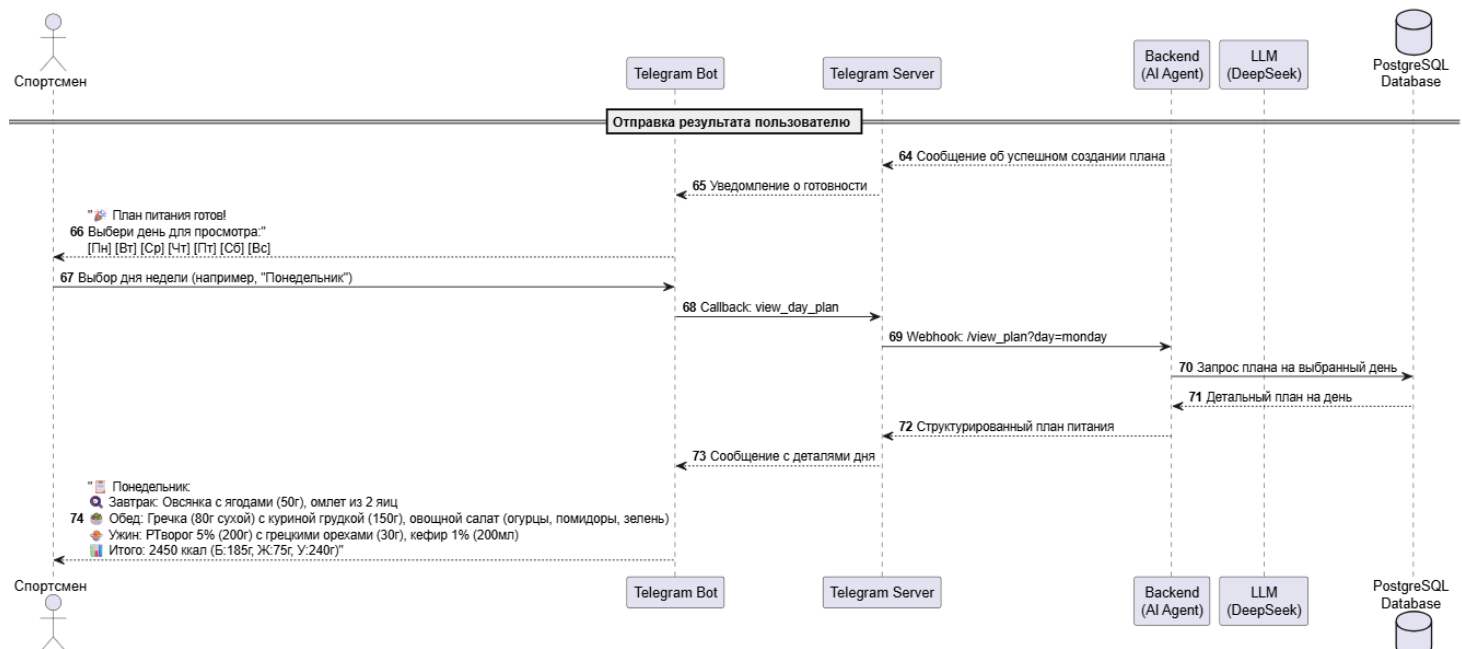 Спортсмен
Telegram Bot
Telegram Server
Backend
(AI Agent)
LLM
(DeepSeek)
PostgreSQL
Database
Отправка результата пользователю
64 Сообщение об успешном создании плана
65 Уведомление о готовности
"🎉 План питания готов!
66 Выбери день для просмотра:"
[Пн] [Вт] [Ср] [Чт] [Пт] [Сб] [Вс]
67 Выбор дня недели (например, "Понедельник")
68 Callback: view_day_plan
69 Webhook: /view_plan?day=monday
70 Запрос плана на выбранный день
71 Детальный план на день
72 Структурированный план питания
73 Сообщение с деталями дня
"📋 Понедельник:
🍳 Завтрак: Овсянка с ягодами (50г), омлет из 2 яиц
74 🥗 Обед: Гречка (80г сухой) с куриной грудкой (150г), овощной салат (огурцы, помидоры, зелень)
🍲 Ужин: РТворог 5% (200г) с грецкими орехами (30г), кефир 1% (200мл)
📊 Итого: 2450 ккал (Б:185г, Ж:75г, У:240г)"
Спортсмен
Telegram Bot
Telegram Server
Backend
(AI Agent)
LLM
(DeepSeek)
PostgreSQL
Database